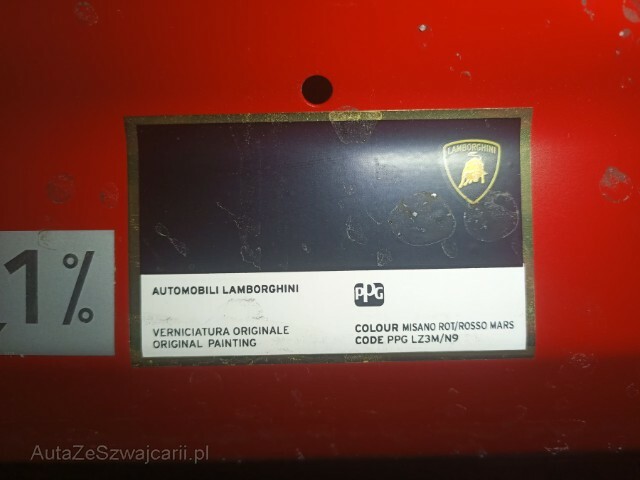 LAMBORGHINI
1%
AUTOMOBILI LAMBORGHINI
PPG
VERNICIATURA ORIGINALE
ORIGINAL PAINTING
COLOUR MISANO ROT/ROSSO MARS
CODE PPG LZ3M/N9
AutaZeSzwajcarii.pl